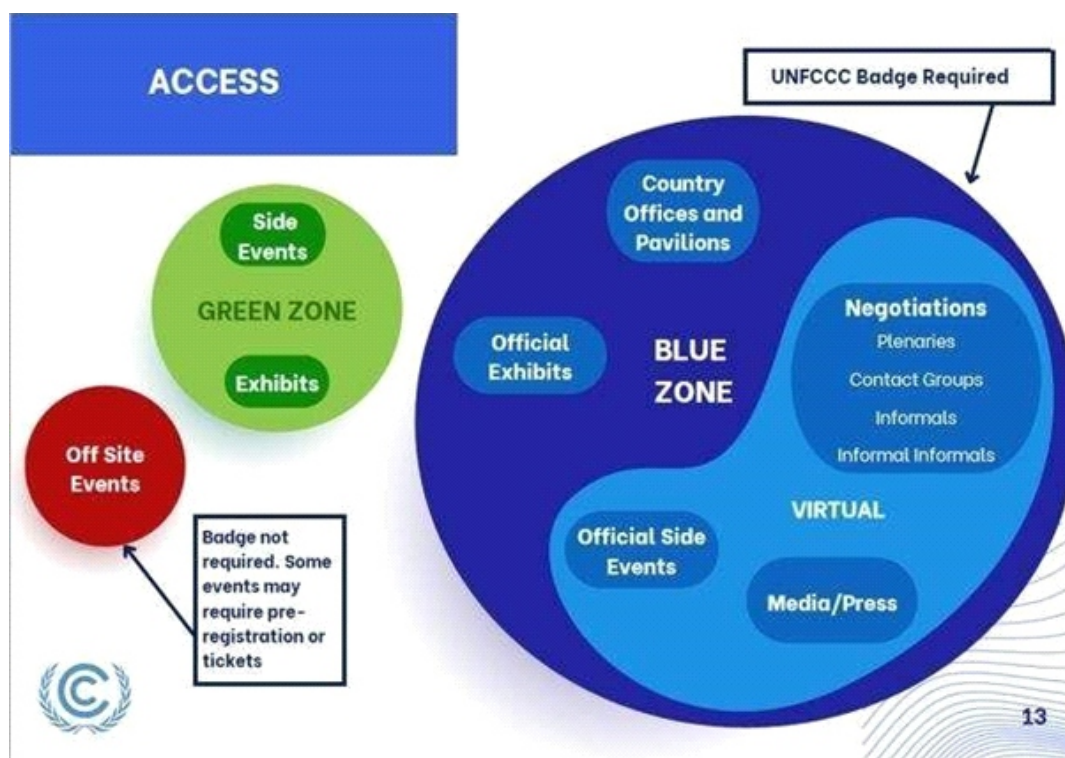 ACCESS
UNFCCC Badge Required
Side
Events
GREEN ZONE
Exhibits
Off Site
Events
Badge not
required. Some
events may
require pre-
registration or
tickets
Country
Offices and
Pavilions
Official
Exhibits
BLUE
ZONE
Negotiations
Plenaries
Contact Groups
Informals
Informal Informals
VIRTUAL
Official Side
Events
Media/Press
13